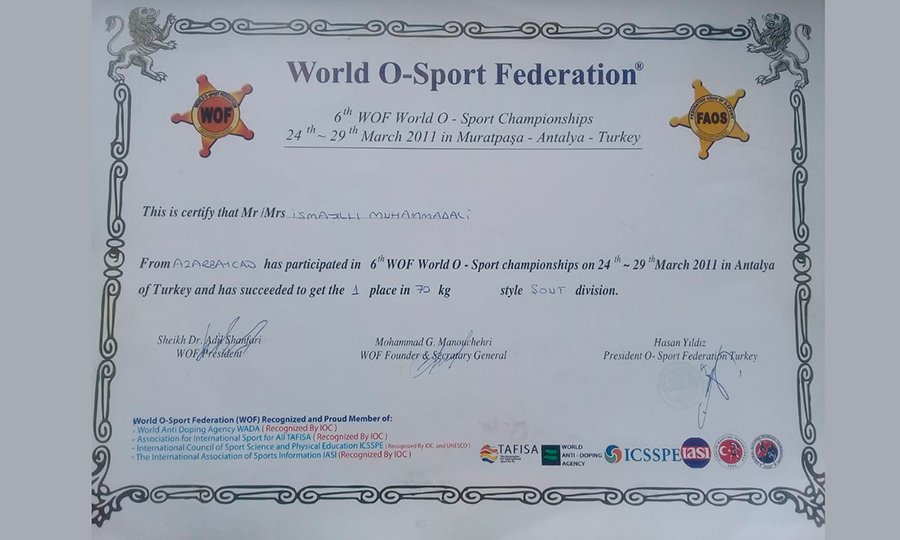 World O-Sport Federation®
WOF
FAOS
6th WOF World O - Sport Championships
24 th ~ 29 th March 2011 in Muratpaşa - Antalya - Turkey
This is certify that Mr /Mrs ISMAYILLI MUHAMMADALI
From AZARBAICAD has participated in 6th WOF World O - Sport championships on 24 th ~ 29 th March 2011 in Antalya
of Turkey and has succeeded to get the 1 place in 70 kg style division.
Sheikh Dr. Adil Shanfari
WOF President
Mohammad G. Manouchehri
WOF Founder & Secretary General
Hasan Yıldız
President O- Sport Federation Turkey
World O-Sport Federation (WOF) Recognized and Proud Member of:
- World Anti Doping Agency WADA ( Recognized By IOC )
- Association for International Sport for All TAFISA ( Recognized By IOC )
- International Council of Sport Science and Physical Education ICSSPE ( Recognized By IOC and UNESCO )
- The International Association of Sports Information IASI (Recognized By IOC )
TAFISA
WORLD
ANTI - DOPING
AGENCY
ICSSPE
IASI